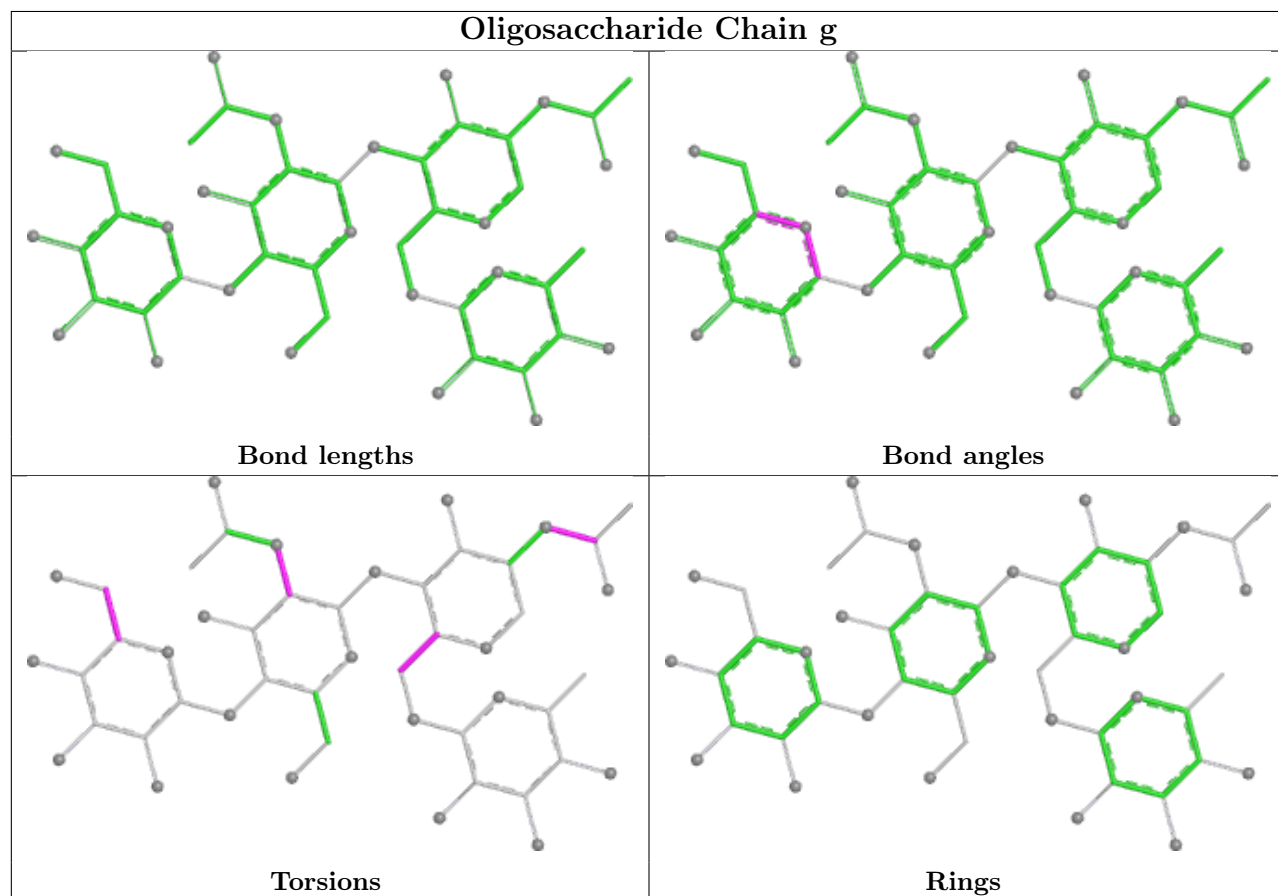 Oligosaccharide Chain g
Bond lengths
Bond angles
Torsions
Rings